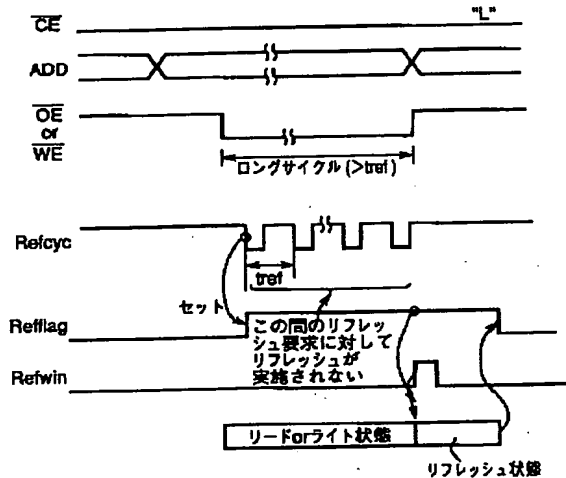 CE
"L"
ADD
OE
or
WE
ロングサイクル (>tref)
Refcyc
tref
セット
Refflag
この間のリフレッ
シュ要求に対して
リフレッシュが
実施されない
Refwin
リードorライト状態
リフレッシュ状態